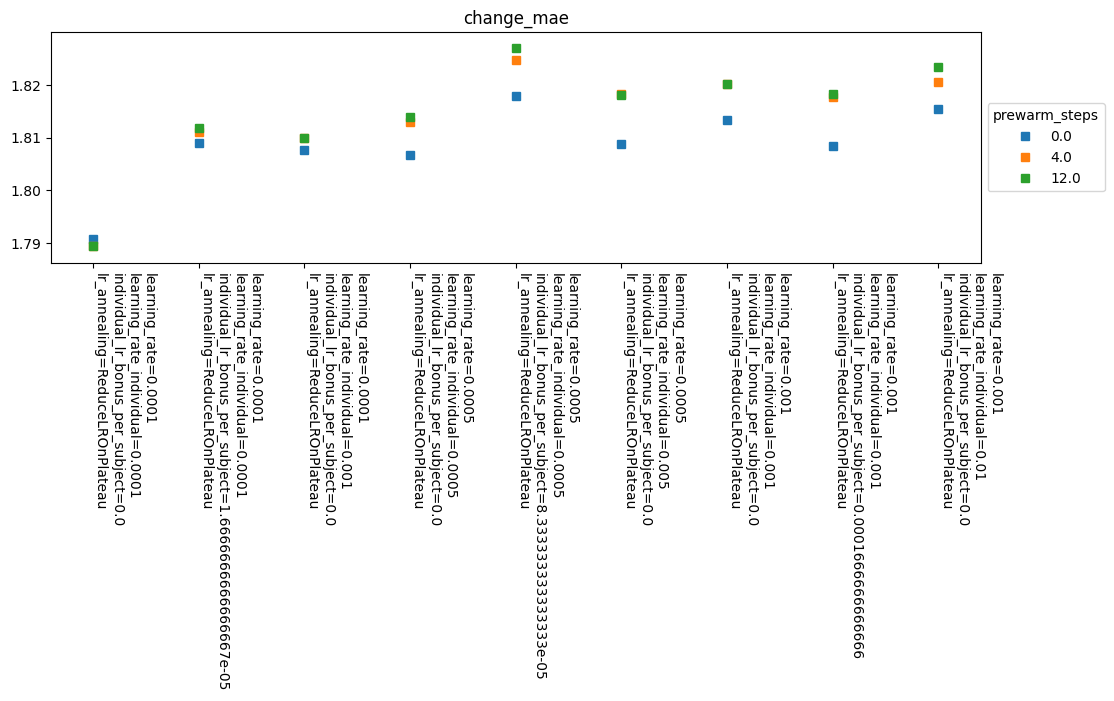 change_mae
1.82
1.81
1.80
1.79
prewarm_steps
0.0
4.0
12.0
learning_rate=0.0001
learning_rate_individual=0.0001
individual_lr_bonus_per_subject=0.0
lr_annealing=ReduceLROnPlateau
learning_rate=0.0001
learning_rate_individual=0.0001
individual_lr_bonus_per_subject=1.6666666666666667e-05
lr_annealing=ReduceLROnPlateau
learning_rate=0.0001
learning_rate_individual=0.001
individual_lr_bonus_per_subject=0.0
lr_annealing=ReduceLROnPlateau
learning_rate=0.0005
learning_rate_individual=0.0005
individual_lr_bonus_per_subject=0.0
lr_annealing=ReduceLROnPlateau
learning_rate=0.0005
learning_rate_individual=0.0005
individual_lr_bonus_per_subject=8.333333333333333e-05
lr_annealing=ReduceLROnPlateau
learning_rate=0.0005
learning_rate_individual=0.005
individual_lr_bonus_per_subject=0.0
lr_annealing=ReduceLROnPlateau
learning_rate=0.001
learning_rate_individual=0.001
individual_lr_bonus_per_subject=0.0
lr_annealing=ReduceLROnPlateau
learning_rate=0.001
learning_rate_individual=0.001
individual_lr_bonus_per_subject=0.00016666666666666666
lr_annealing=ReduceLROnPlateau
learning_rate=0.001
learning_rate_individual=0.01
individual_lr_bonus_per_subject=0.0
lr_annealing=ReduceLROnPlateau